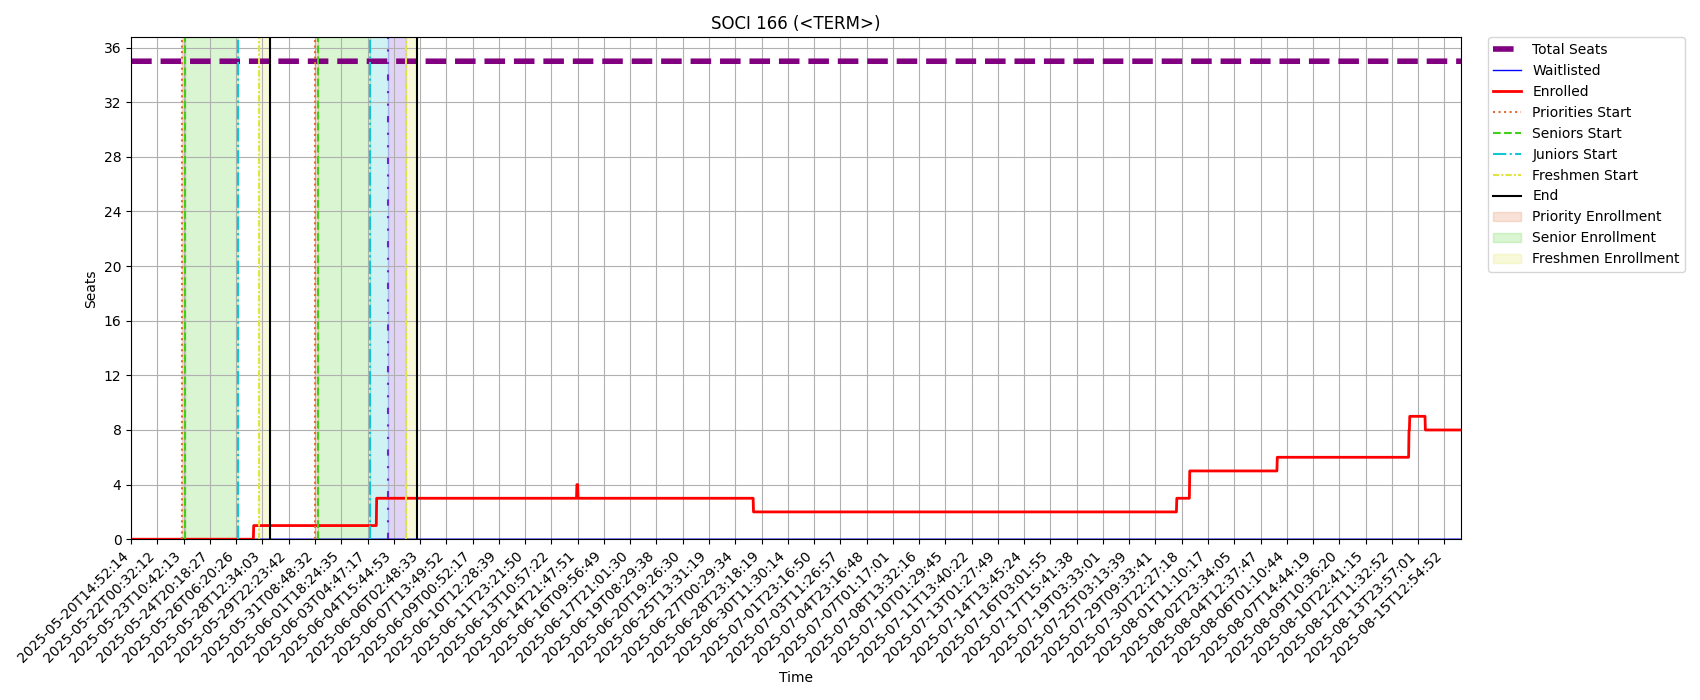 SOCI 166 (<TERM>)
36
32
28
24
20
16
12
8
4
0
Seats
2025-05-20T14:52:14
2025-05-22T00:32:12
2025-05-23T10:42:13
2025-05-24T20:18:27
2025-05-26T06:20:26
2025-05-28T12:34:03
2025-05-29T22:23:42
2025-05-31T08:48:32
2025-06-01T18:24:35
2025-06-03T04:47:17
2025-06-04T15:44:53
2025-06-06T02:48:33
2025-06-07T13:49:52
2025-06-09T00:52:17
2025-06-10T12:28:39
2025-06-11T23:21:50
2025-06-13T10:57:22
2025-06-14T21:47:51
2025-06-16T09:56:49
2025-06-17T21:01:30
2025-06-19T08:29:38
2025-06-20T19:26:30
2025-06-25T13:31:19
2025-06-27T00:29:34
2025-06-28T23:18:19
2025-06-30T11:30:14
2025-07-01T23:16:50
2025-07-03T11:26:57
2025-07-04T23:16:48
2025-07-07T01:17:01
2025-07-08T13:32:16
2025-07-10T01:29:45
2025-07-11T13:40:22
2025-07-13T01:27:49
2025-07-14T13:45:24
2025-07-16T03:01:55
2025-07-17T15:41:38
2025-07-19T03:33:01
2025-07-25T03:13:39
2025-07-29T09:33:41
2025-07-30T22:27:18
2025-08-01T11:10:17
2025-08-02T23:34:05
2025-08-04T12:37:47
2025-08-06T01:10:44
2025-08-07T14:44:19
2025-08-09T10:36:20
2025-08-10T22:41:15
2025-08-12T11:32:52
2025-08-13T23:57:01
2025-08-15T12:54:52
Time
Total Seats
Waitlisted
Enrolled
Priorities Start
Seniors Start
Juniors Start
Freshmen Start
End
Priority Enrollment
Senior Enrollment
Freshmen Enrollment